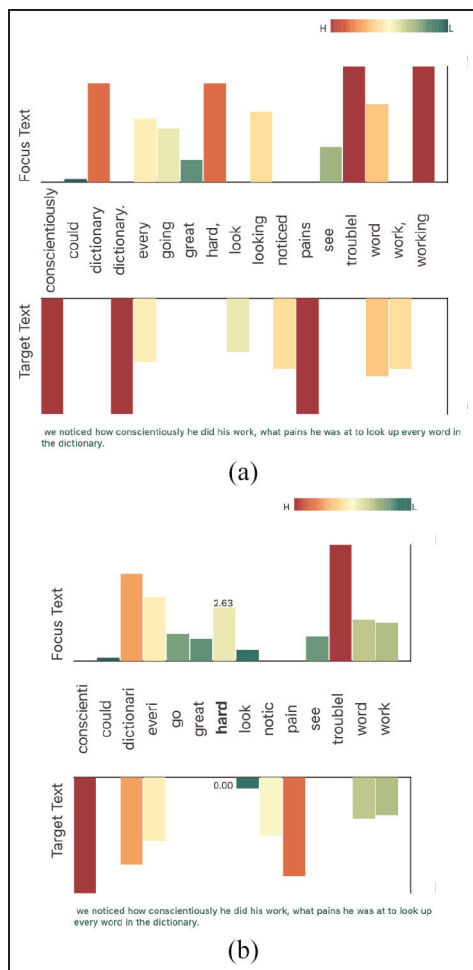 H L
Focus Text
conscientiously
could
dictionary
dictionary.
every
going
great
hard,
look
looking
noticed
pains
see
troublel
word
work,
working
Target Text
we noticed how conscientiously he did his work, what pains he was at to look up every word in
the dictionary.
(a)
H L
Focus Text
2.63
conscienti
could
dictionari
everi
go
great
hard
look
notic
pain
see
troublel
word
work
0.00
Target Text
we noticed how conscientiously he did his work, what pains he was at to look up
every word in the dictionary.
(b)